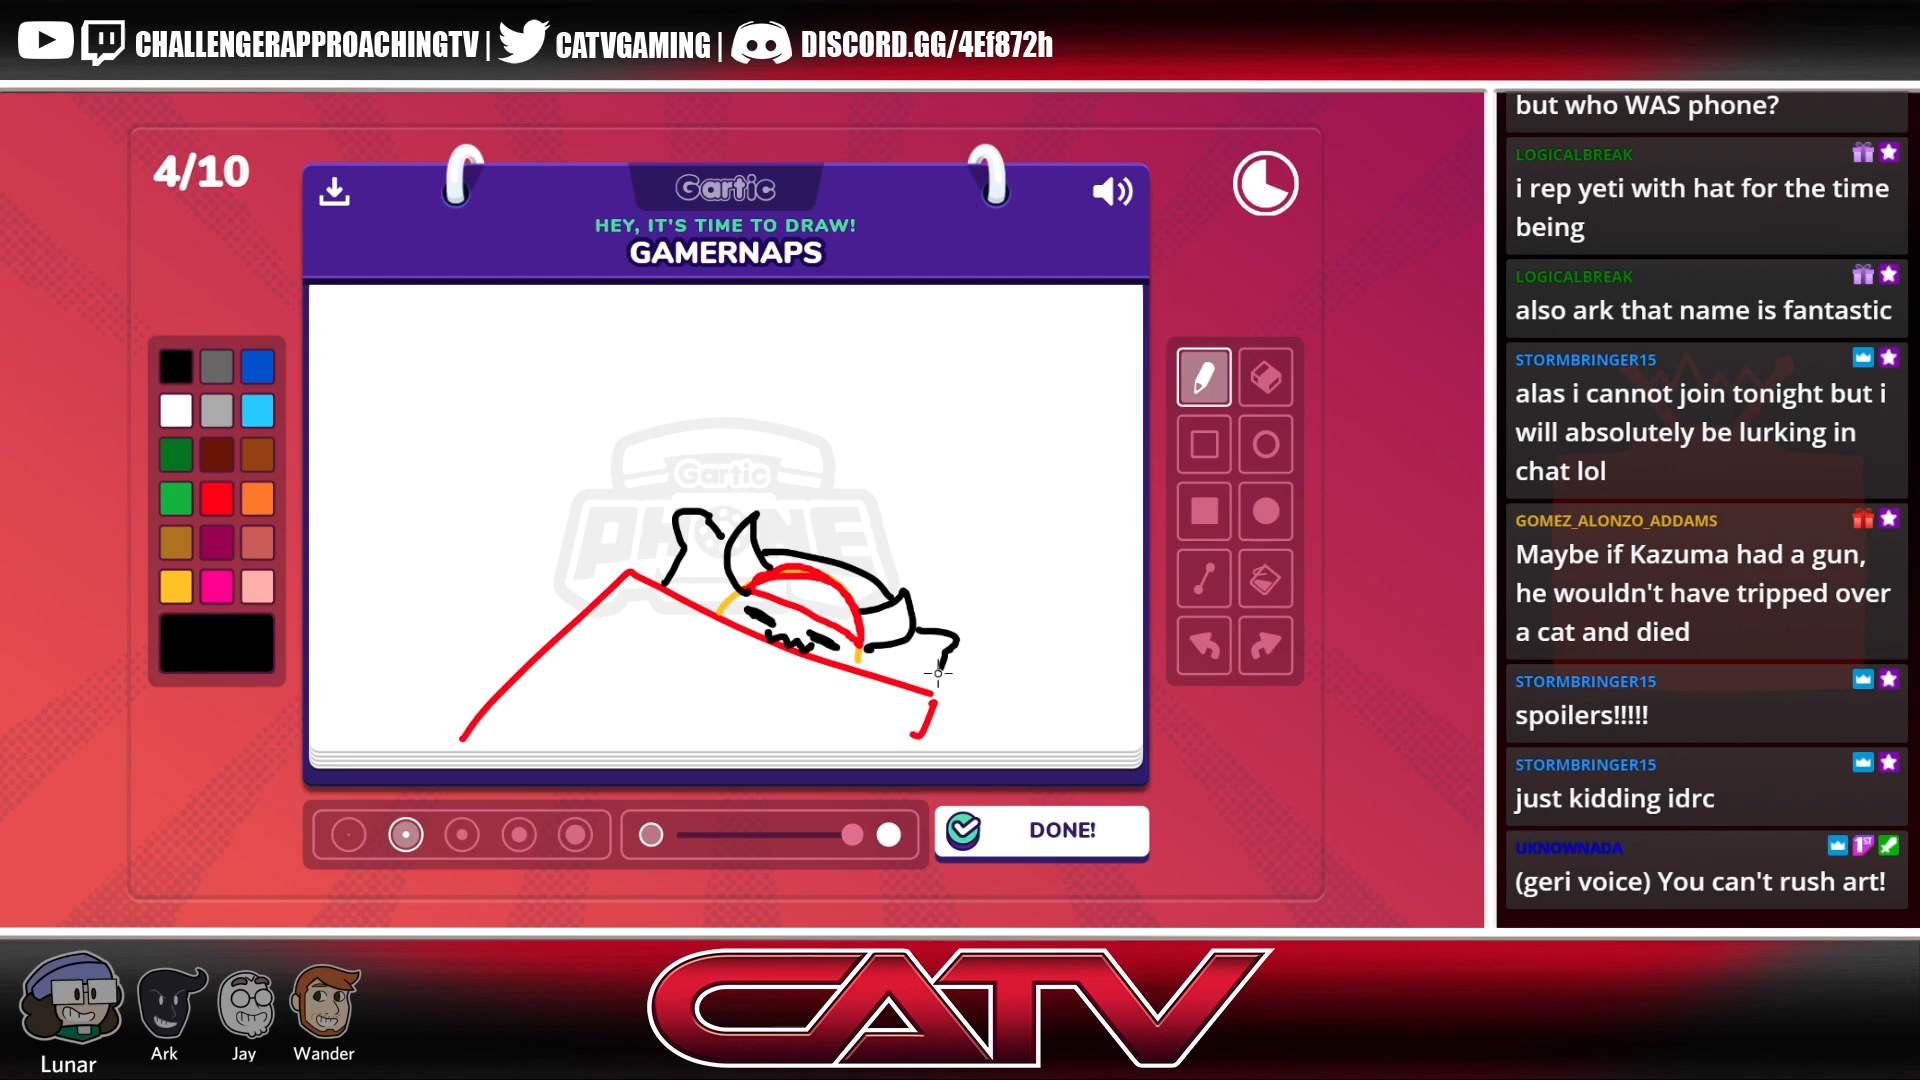 CHALLENGERAPPROACHINGTV | CATVGAMING | DISCORD.GG/4Ef872h
4/10
Gartic
HEY, IT'S TIME TO DRAW!
GAMERNAPS
Gartic
PHONE
DONE!
but who WAS phone?
LOGICALBREAK
i rep yeti with hat for the time
being
LOGICALBREAK
also ark that name is fantastic
STORMBRINGER15
alas i cannot join tonight but i
will absolutely be lurking in
chat lol
GOMEZ_ALONZO_ADDAMS
Maybe if Kazuma had a gun,
he wouldn't have tripped over
a cat and died
STORMBRINGER15
spoilers!!!!!
STORMBRINGER15
just kidding idrc
UKNOWNADA
1ST
(geri voice) You can't rush art!
Lunar
Ark
Jay
Wander
CATV